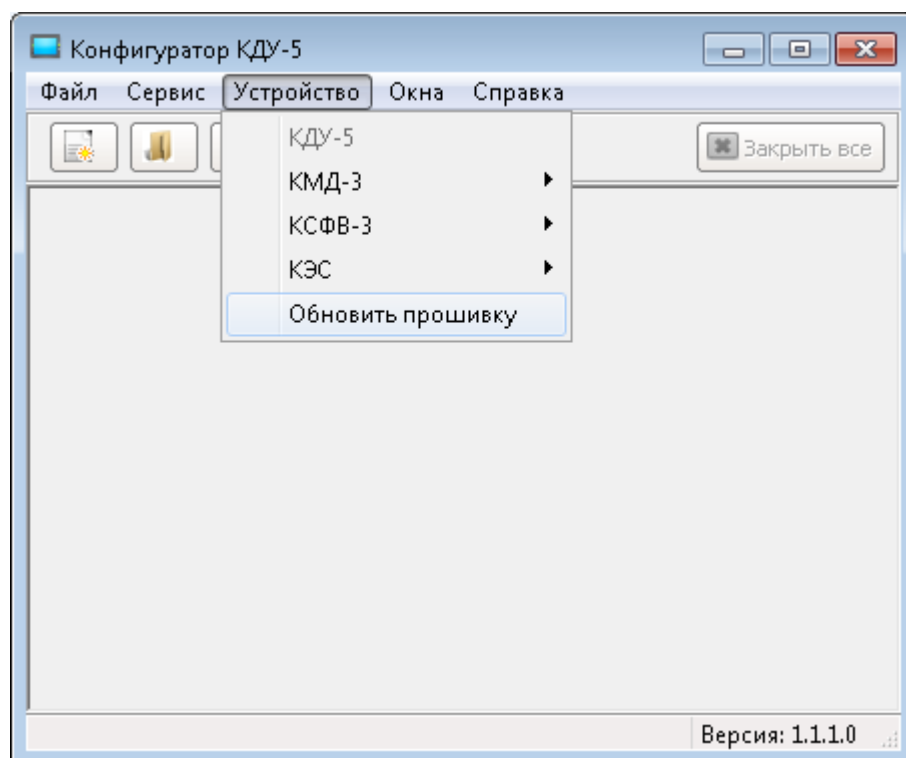 Конфигуратор КДУ-5
Файл Сервис Устройство Окна Справка
КДУ-5
КМД-3
КСФВ-3
КЭС
Обновить прошивку
Закрыть все
Версия: 1.1.1.0